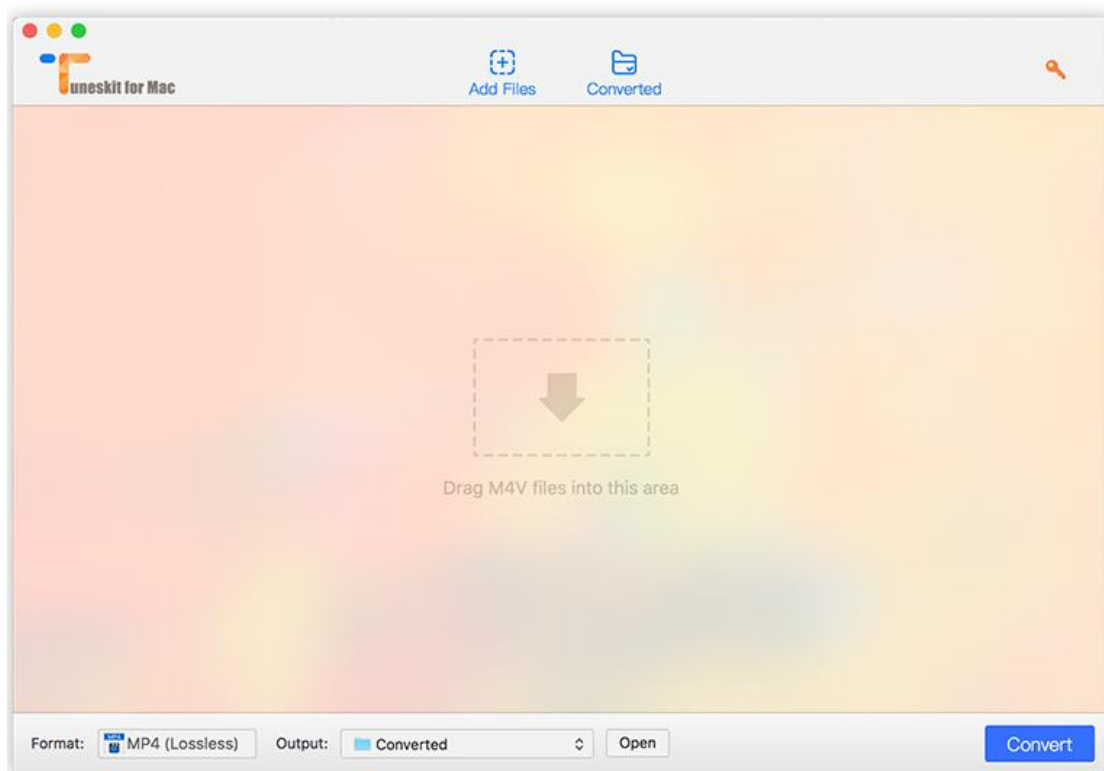 Tuneskit for Mac
Add Files
Converted
Drag M4V files into this area
Format: MP4 MP4 (Lossless) Output: Converted Open Convert